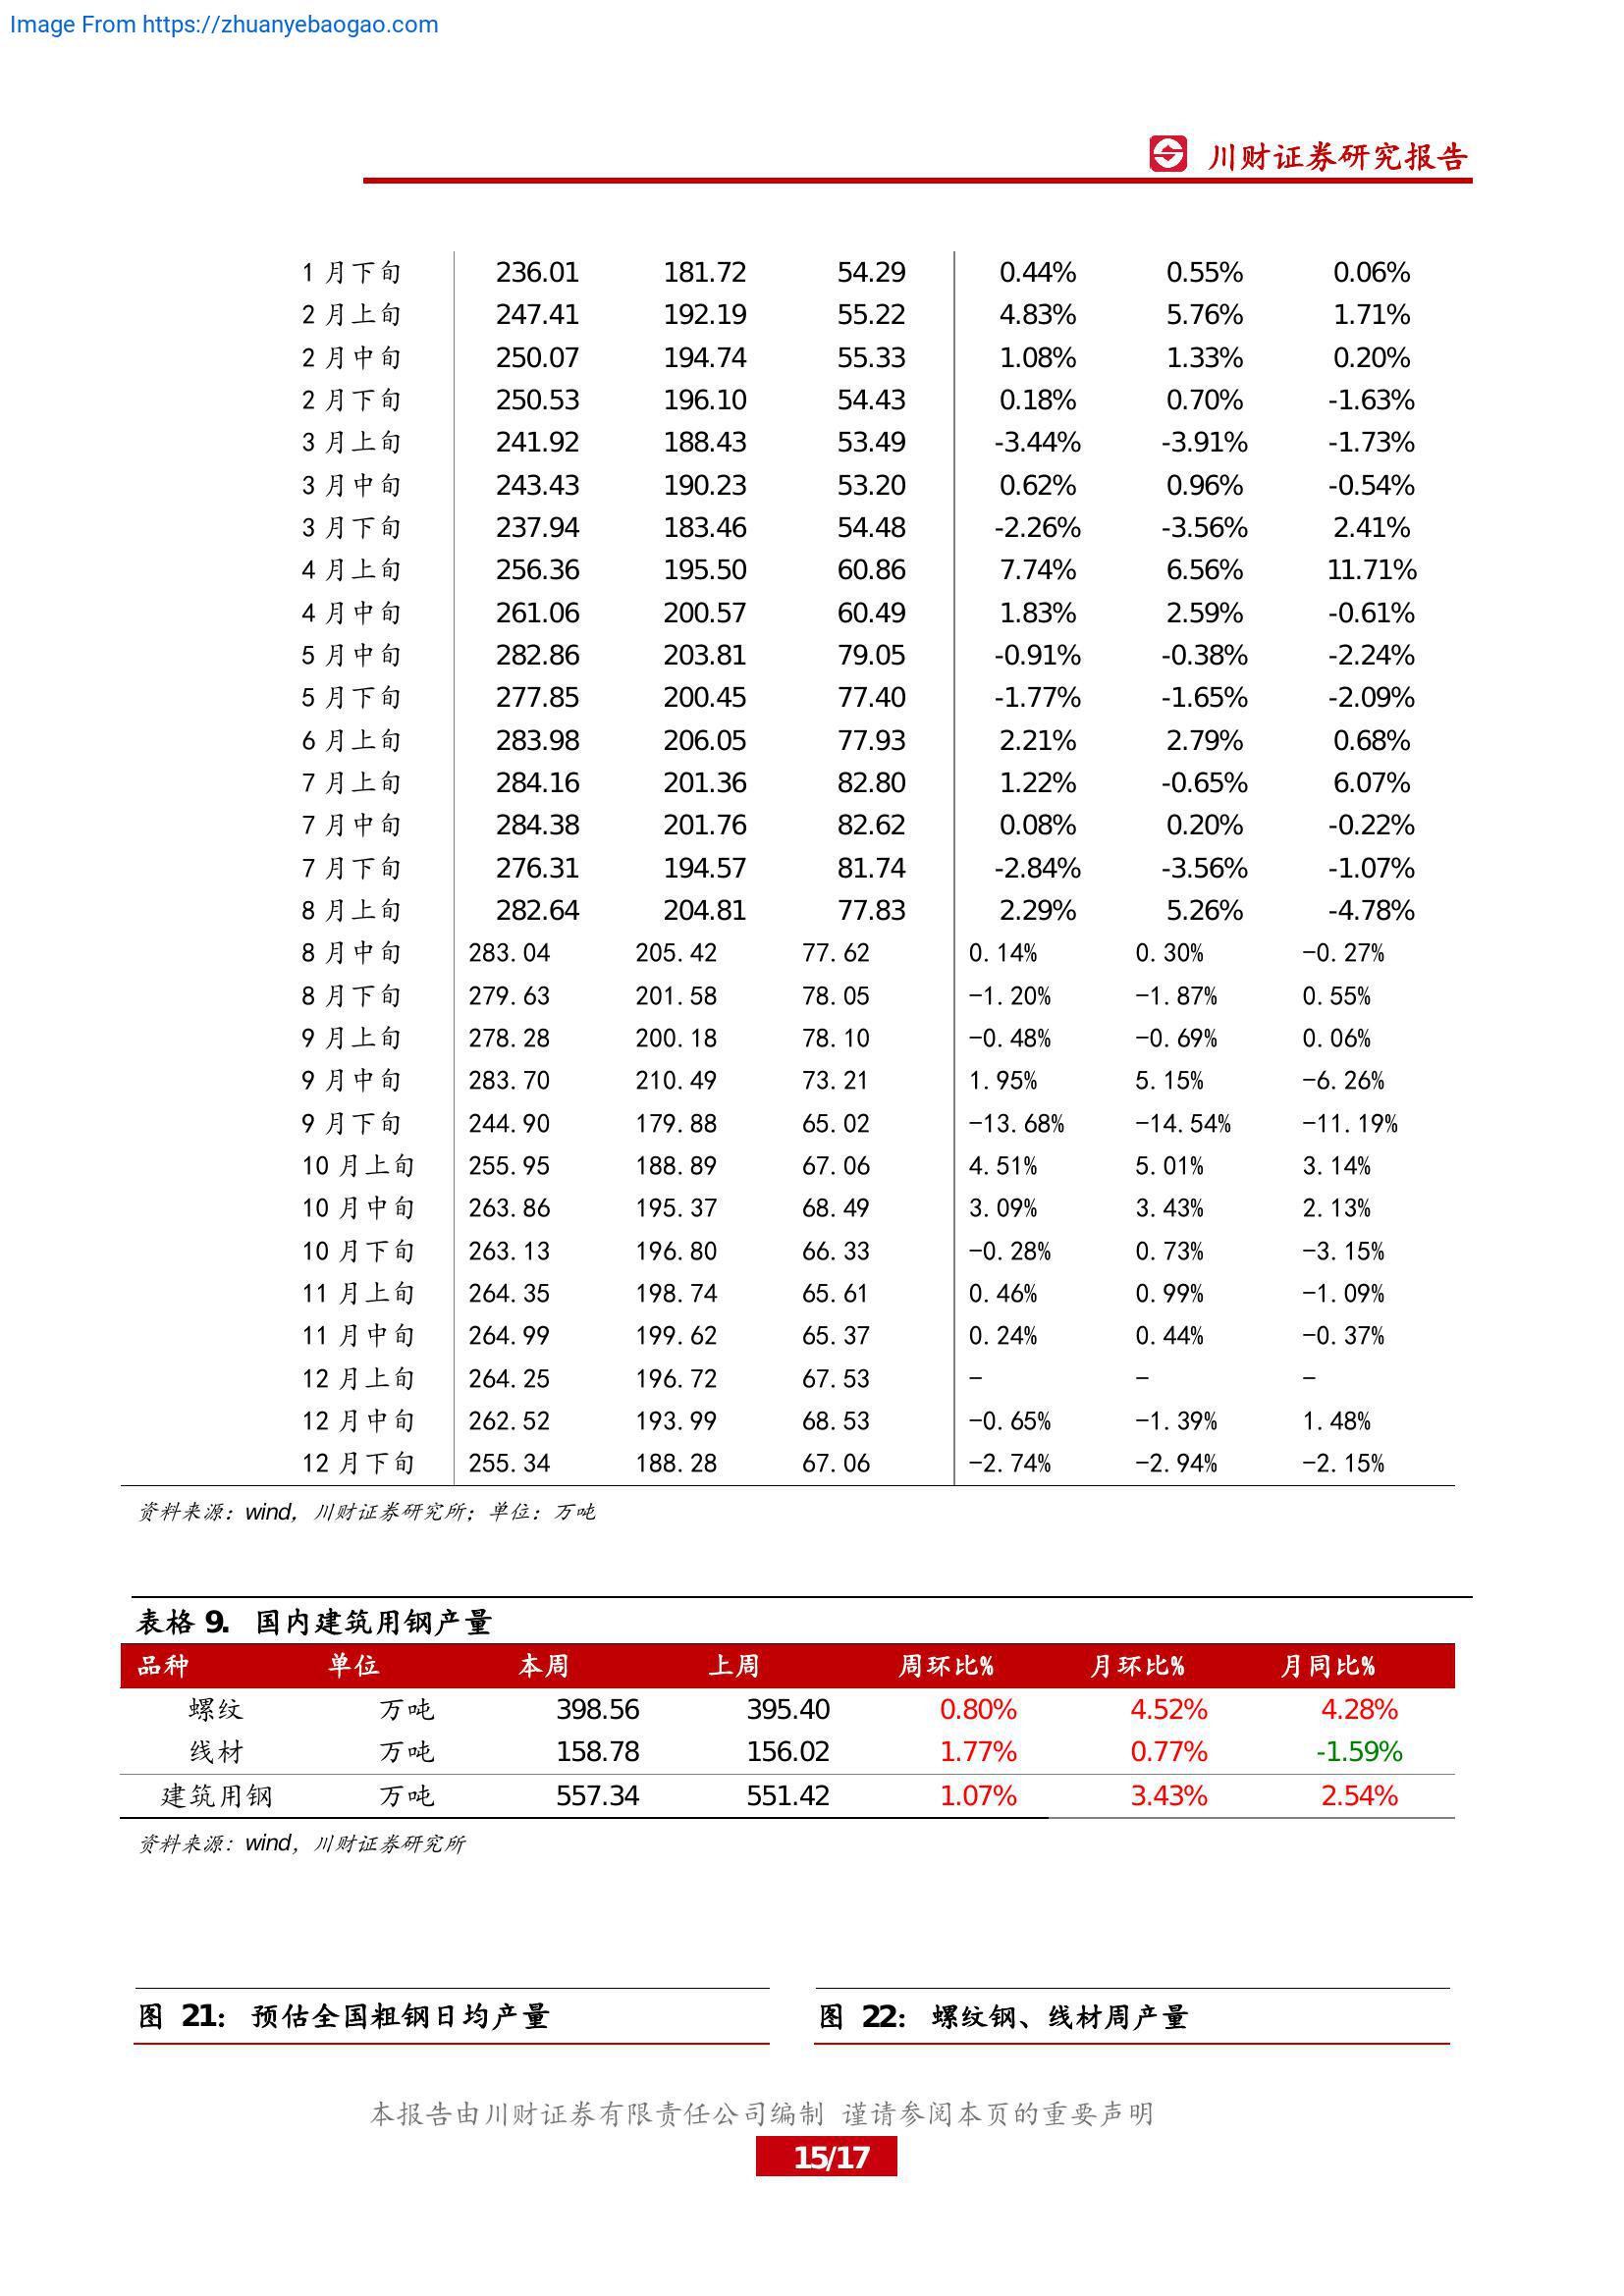 Image From https://zhuanyebaogao.com
川财证券研究报告
1 月下旬 236.01 181.72 54.29 0.44% 0.55% 0.06%
2 月上旬 247.41 192.19 55.22 4.83% 5.76% 1.71%
2 月中旬 250.07 194.74 55.33 1.08% 1.33% 0.20%
2 月下旬 250.53 196.10 54.43 0.18% 0.70% -1.63%
3 月上旬 241.92 188.43 53.49 -3.44% -3.91% -1.73%
3 月中旬 243.43 190.23 53.20 0.62% 0.96% -0.54%
3 月下旬 237.94 183.46 54.48 -2.26% -3.56% 2.41%
4 月上旬 256.36 195.50 60.86 7.74% 6.56% 11.71%
4 月中旬 261.06 200.57 60.49 1.83% 2.59% -0.61%
5 月中旬 282.86 203.81 79.05 -0.91% -0.38% -2.24%
5 月下旬 277.85 200.45 77.40 -1.77% -1.65% -2.09%
6 月上旬 283.98 206.05 77.93 2.21% 2.79% 0.68%
7 月上旬 284.16 201.36 82.80 1.22% -0.65% 6.07%
7 月中旬 284.38 201.76 82.62 0.08% 0.20% -0.22%
7 月下旬 276.31 194.57 81.74 -2.84% -3.56% -1.07%
8 月上旬 282.64 204.81 77.83 2.29% 5.26% -4.78%
8 月中旬 283.04 205.42 77.62 0.14% 0.30% -0.27%
8 月下旬 279.63 201.58 78.05 -1.20% -1.87% 0.55%
9 月上旬 278.28 200.18 78.10 -0.48% -0.69% 0.06%
9 月中旬 283.70 210.49 73.21 1.95% 5.15% -6.26%
9 月下旬 244.90 179.88 65.02 -13.68% -14.54% -11.19%
10 月上旬 255.95 188.89 67.06 4.51% 5.01% 3.14%
10 月中旬 263.86 195.37 68.49 3.09% 3.43% 2.13%
10 月下旬 263.13 196.80 66.33 -0.28% 0.73% -3.15%
11 月上旬 264.35 198.74 65.61 0.46% 0.99% -1.09%
11 月中旬 264.99 199.62 65.37 0.24% 0.44% -0.37%
12 月上旬 264.25 196.72 67.53 - - -
12 月中旬 262.52 193.99 68.53 -0.65% -1.39% 1.48%
12 月下旬 255.34 188.28 67.06 -2.74% -2.94% -2.15%
资料来源：wind，川财证券研究所；单位：万吨
表格 9. 国内建筑用钢产量
品种 单位 本周 上周 周环比% 月环比% 月同比%
螺纹 万吨 398.56 395.40 0.80% 4.52% 4.28%
线材 万吨 158.78 156.02 1.77% 0.77% -1.59%
建筑用钢 万吨 557.34 551.42 1.07% 3.43% 2.54%
资料来源：wind，川财证券研究所
图 21： 预估全国粗钢日均产量
图 22： 螺纹钢、线材周产量
本报告由川财证券有限责任公司编制 谨请参阅本页的重要声明
15/17